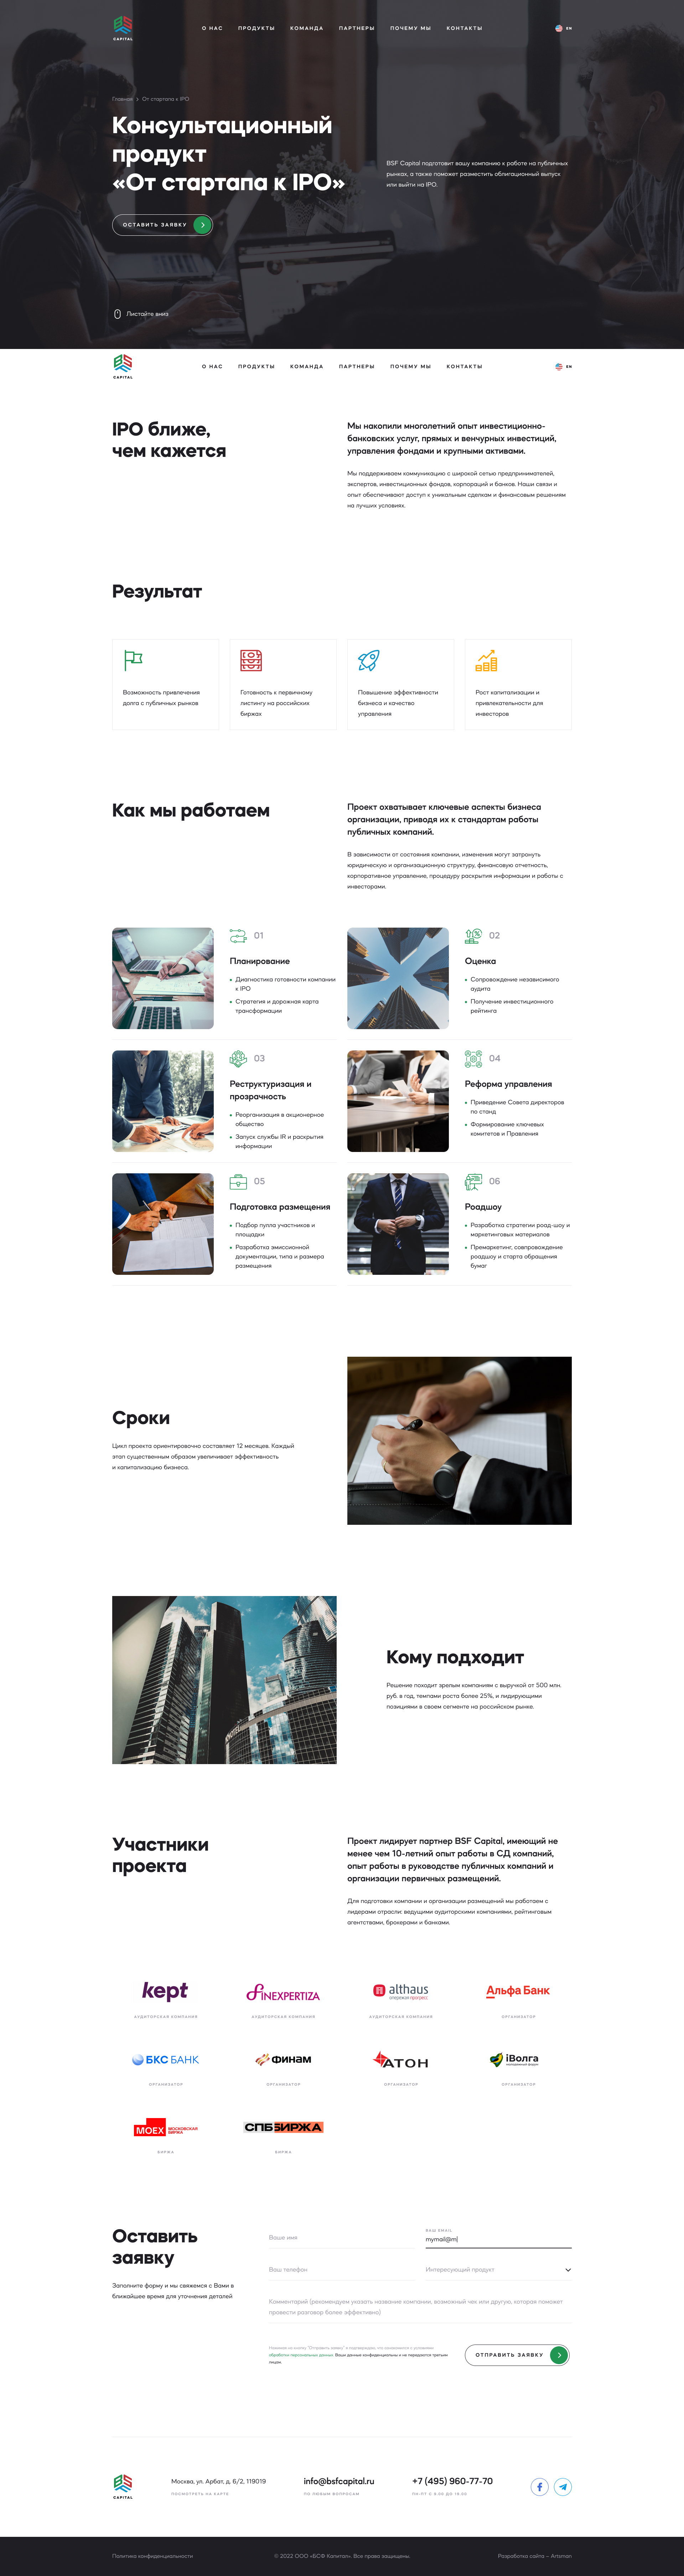 CAPITAL
О НАС ПРОДУКТЫ КОМАНДА ПАРТНЕРЫ ПОЧЕМУ МЫ КОНТАКТЫ
EN
Главная От стартапа к IPO
Консультационный
продукт
«От стартапа к IPO»
BSF Capital подготовит вашу компанию к работе на публичных
рынках, а также поможет разместить облигационный выпуск
или выйти на IPO.
ОСТАВИТЬ ЗАЯВКУ
Листайте вниз
CAPITAL
О НАС ПРОДУКТЫ КОМАНДА ПАРТНЕРЫ ПОЧЕМУ МЫ КОНТАКТЫ
EN
IPO ближе,
чем кажется
Мы накопили многолетний опыт инвестиционно-
банковских услуг, прямых и венчурных инвестиций,
управления фондами и крупными активами.
Мы поддерживаем коммуникацию с широкой сетью предпринимателей,
экспертов, инвестиционных фондов, корпораций и банков. Наши связи и
опыт обеспечивают доступ к уникальным сделкам и финансовым решениям
на лучших условиях.
Результат
Возможность привлечения
долга с публичных рынков
Готовность к первичному
листингу на российских
биржах
Повышение эффективности
бизнеса и качество
управления
Рост капитализации и
привлекательности для
инвесторов
Как мы работаем
Проект охватывает ключевые аспекты бизнеса
организации, приводя их к стандартам работы
публичных компаний.
В зависимости от состояния компании, изменения могут затронуть
юридическую и организационную структуру, финансовую отчетность,
корпоративное управление, процедуру раскрытия информации и работы с
инвесторами.
01
Планирование
Диагностика готовности компании
к IPO
Стратегия и дорожная карта
трансформации
02
Оценка
Сопровождение независимого
аудита
Получение инвестиционного
рейтинга
03
Реструктуризация и
прозрачность
Реорганизация в акционерное
общество
Запуск службы IR и раскрытия
информации
04
Реформа управления
Приведение Совета директоров
по станд
Формирование ключевых
комитетов и Правления
05
Подготовка размещения
Подбор пулла участников и
площадки
Разработка эмиссионной
документации, типа и размера
размещения
06
Роадшоу
Разработка стратегии роад-шоу и
маркетинговых материалов
Премаркетинг, совпровождение
роадшоу и старта обращения
бумаг
Сроки
Цикл проекта ориентировочно составляет 12 месяцев. Каждый
этап существенным образом увеличивает эффективность
и капитализацию бизнеса.
Кому подходит
Решение походит зрелым компаниям с выручкой от 500 млн.
руб. в год, темпами роста более 25%, и лидирующими
позициями в своем сегменте на российском рынке.
Участники
проекта
Проект лидирует партнер BSF Capital, имеющий не
менее чем 10-летний опыт работы в СД компаний,
опыт работы в руководстве публичных компаний и
организации первичных размещений.
Для подготовки компании и организации размещений мы работаем с
лидерами отрасли: ведущими аудиторскими компаниями, рейтинговым
агентствами, брокерами и банками.
kept
АУДИТОРСКАЯ КОМПАНИЯ
FINEXPERTIZA
АУДИТОРСКАЯ КОМПАНИЯ
althaus
опережая прогресс.
АУДИТОРСКАЯ КОМПАНИЯ
Альфа Банк
ОРГАНИЗАТОР
БКС БАНК
ОРГАНИЗАТОР
ФИНАМ
ОРГАНИЗАТОР
АТОН
ОРГАНИЗАТОР
iВолга
ОРГАНИЗАТОР
MOEX МОСКОВСКАЯ
БИРЖА
БИРЖА
СПББИРЖА
БИРЖА
Оставить
заявку
Заполните форму и мы свяжемся с Вами в
ближайшее время для уточнения деталей
Ваше имя
ВАШ EMAIL
mymail@m|
Ваш телефон
Интересующий продукт
Комментарий (рекомендуем указать название компании, возможный чек или другую, которая поможет
провести разговор более эффективно)
Нажимая на кнопку "Отправить заявку" я подтверждаю, что ознакомился с условиями
обработки персональных данных. Ваши данные конфиденциальны и не передаются третьим
лицам.
ОТПРАВИТЬ ЗАЯВКУ
CAPITAL
Москва, ул. Арбат, д. 6/2, 119019
ПОСМОТРЕТЬ НА КАРТЕ
info@bsfcapital.ru
ПО ЛЮБЫМ ВОПРОСАМ
+7 (495) 960-77-70
ПН-ПТ С 9.00 ДО 18.00
Политика конфиденциальности
© 2022 ООО «БСФ Капитал». Все права защищены.
Разработка сайта – Artsman